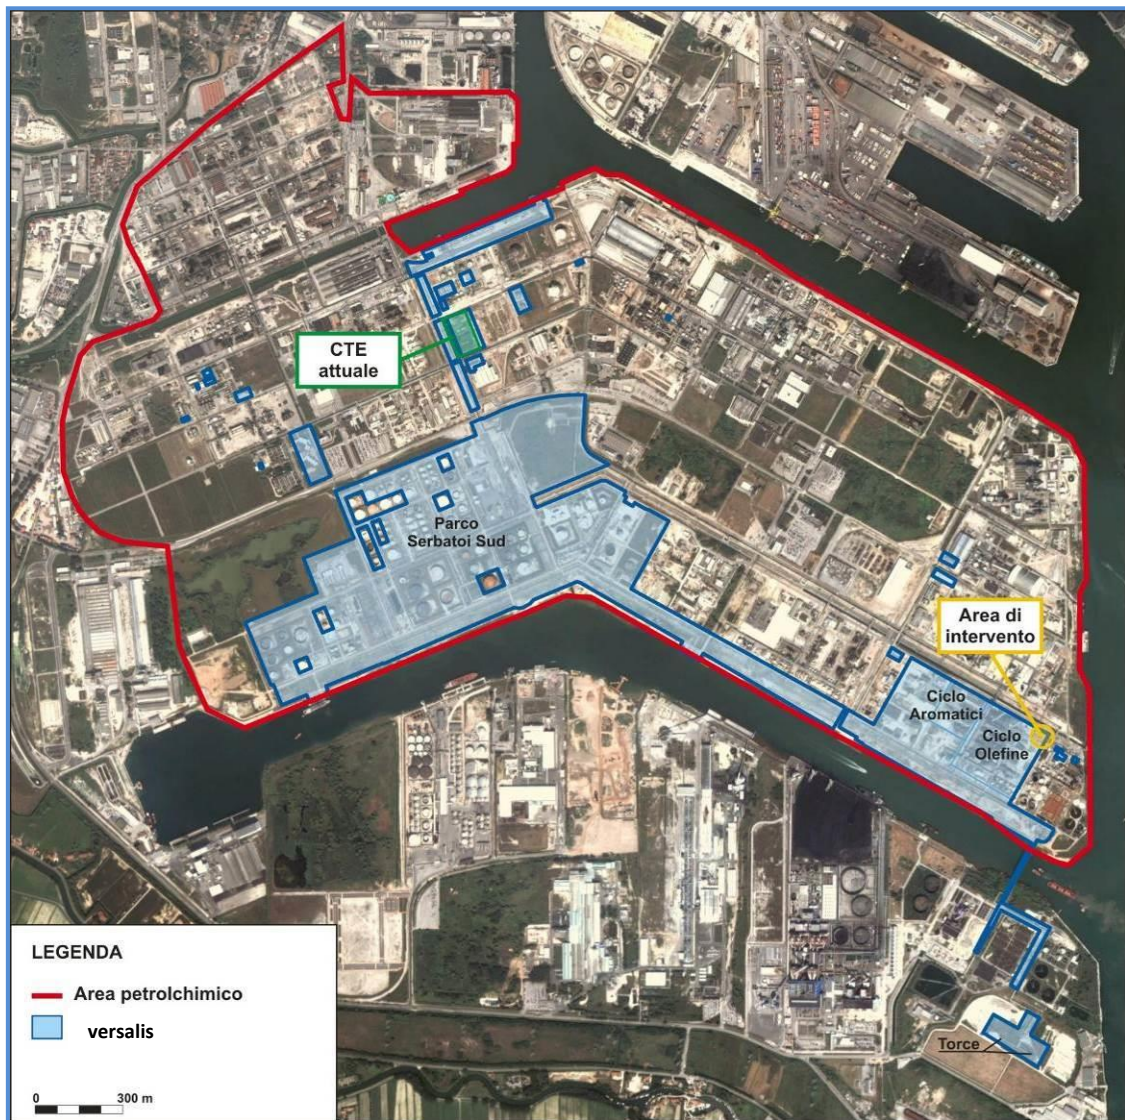 CTE
attuale
Parco
Serbatoi Sud
Area di
intervento
Ciclo
Aromatici
Ciclo
Olefine
LEGENDA
Area petrolchimico
versalis
Torce
0 300 m